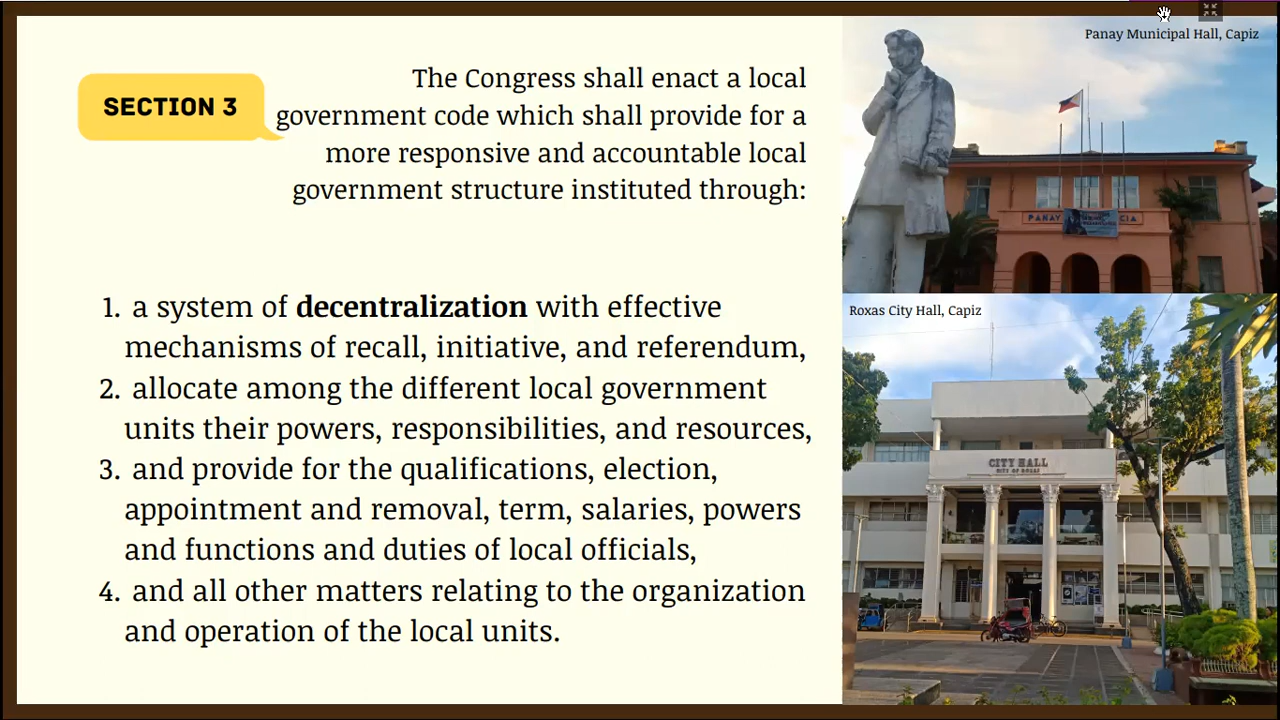 Panay Municipal Hall, Capiz
SECTION 3
The Congress shall enact a local
government code which shall provide for a
more responsive and accountable local
government structure instituted through:
1. a system of decentralization with effective
mechanisms of recall, initiative, and referendum,
2. allocate among the different local government
units their powers, responsibilities, and resources,
3. and provide for the qualifications, election,
appointment and removal, term, salaries, powers
and functions and duties of local officials,
4. and all other matters relating to the organization
and operation of the local units.
PANAY
Roxas City Hall, Capiz
CITY HALL
CITY OF ROXAS